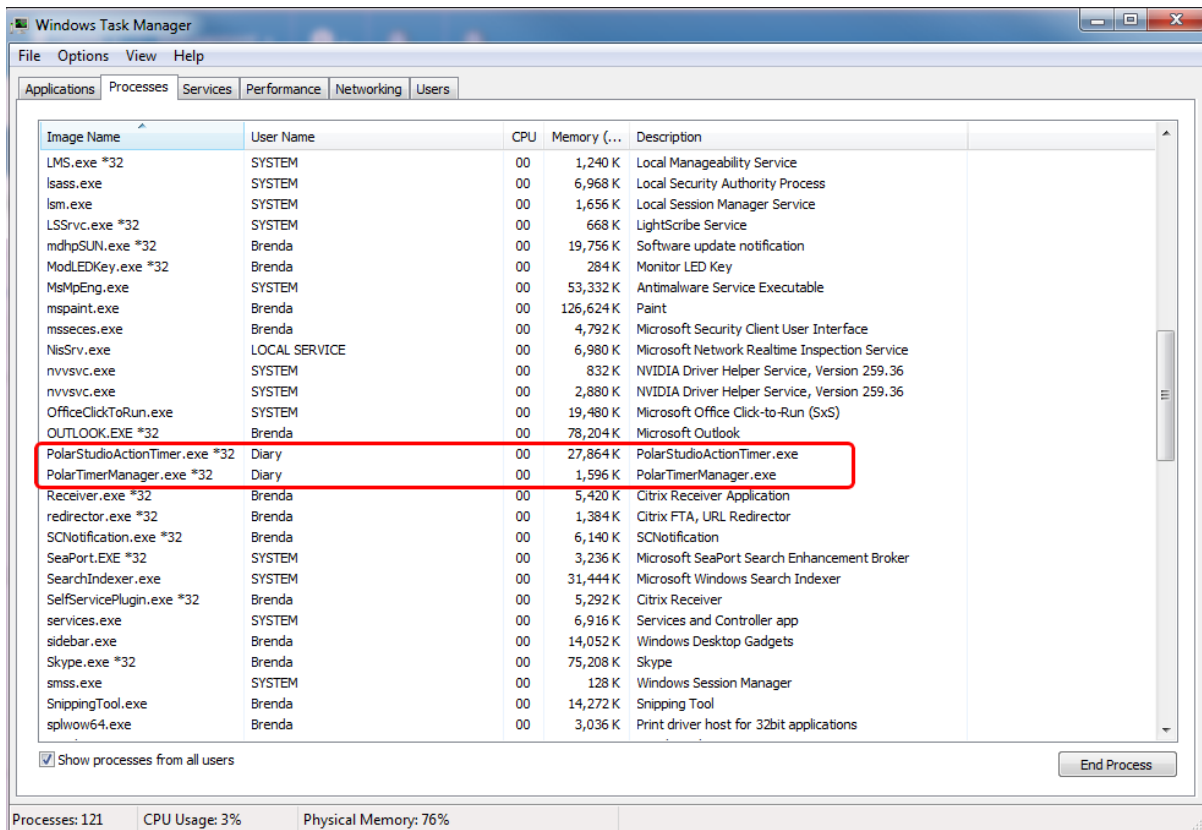 Windows Task Manager
File Options View Help
Applications Processes Services Performance Networking Users
Image Name User Name CPU Memory (... Description
LMS.exe *32 SYSTEM 00 1,240 K Local Manageability Service
lsass.exe SYSTEM 00 6,968 K Local Security Authority Process
lsm.exe SYSTEM 00 1,656 K Local Session Manager Service
LSSrvc.exe *32 SYSTEM 00 668 K LightScribe Service
mdhpSUN.exe *32 Brenda 00 19,756 K Software update notification
ModLEDKey.exe *32 Brenda 00 284 K Monitor LED Key
MsMpEng.exe SYSTEM 00 53,332 K Antimalware Service Executable
mspaint.exe Brenda 00 126,624 K Paint
msseces.exe Brenda 00 4,792 K Microsoft Security Client User Interface
NisSrv.exe LOCAL SERVICE 00 6,980 K Microsoft Network Realtime Inspection Service
nvvsvc.exe SYSTEM 00 832 K NVIDIA Driver Helper Service, Version 259.36
nvvsvc.exe SYSTEM 00 2,880 K NVIDIA Driver Helper Service, Version 259.36
OfficeClickToRun.exe SYSTEM 00 19,480 K Microsoft Office Click-to-Run (SxS)
OUTLOOK.EXE *32 Brenda 00 78,204 K Microsoft Outlook
PolarStudioActionTimer.exe *32 Diary 00 27,864 K PolarStudioActionTimer.exe
PolarTimerManager.exe *32 Diary 00 1,596 K PolarTimerManager.exe
Receiver.exe *32 Brenda 00 5,420 K Citrix Receiver Application
redirector.exe *32 Brenda 00 1,384 K Citrix FTA, URL Redirector
SCNotification.exe *32 Brenda 00 6,140 K SCNotification
SeaPort.EXE *32 SYSTEM 00 3,236 K Microsoft SeaPort Search Enhancement Broker
SearchIndexer.exe SYSTEM 00 31,444 K Microsoft Windows Search Indexer
SelfServicePlugin.exe *32 Brenda 00 5,292 K Citrix Receiver
services.exe SYSTEM 00 6,916 K Services and Controller app
sidebar.exe Brenda 00 14,052 K Windows Desktop Gadgets
Skype.exe *32 Brenda 00 75,208 K Skype
smss.exe SYSTEM 00 128 K Windows Session Manager
SnippingTool.exe Brenda 00 14,272 K Snipping Tool
splwow64.exe Brenda 00 3,036 K Print driver host for 32bit applications
Show processes from all users
End Process
Processes: 121 CPU Usage: 3% Physical Memory: 76%